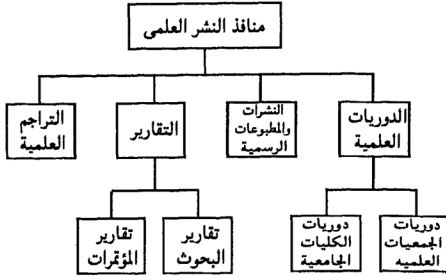 منافذ النشر العلمى
الدوريات
العلمية
النشرات
والمطبوعات
الرسمية
التقارير
التراجم
العلمية
دوريات
الجمعيات
العلميه
دوريات
الكليات
الجامعية
تقارير
البحوث
تقارير
المؤتمرات